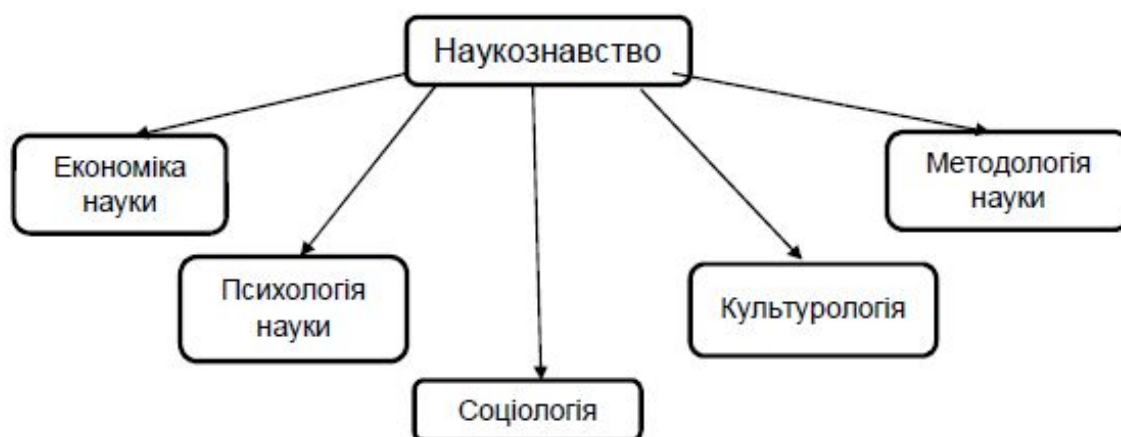 Наукознавство
Економіка
науки
Методологія
науки
Психологія
науки
Культурологія
Соціологія